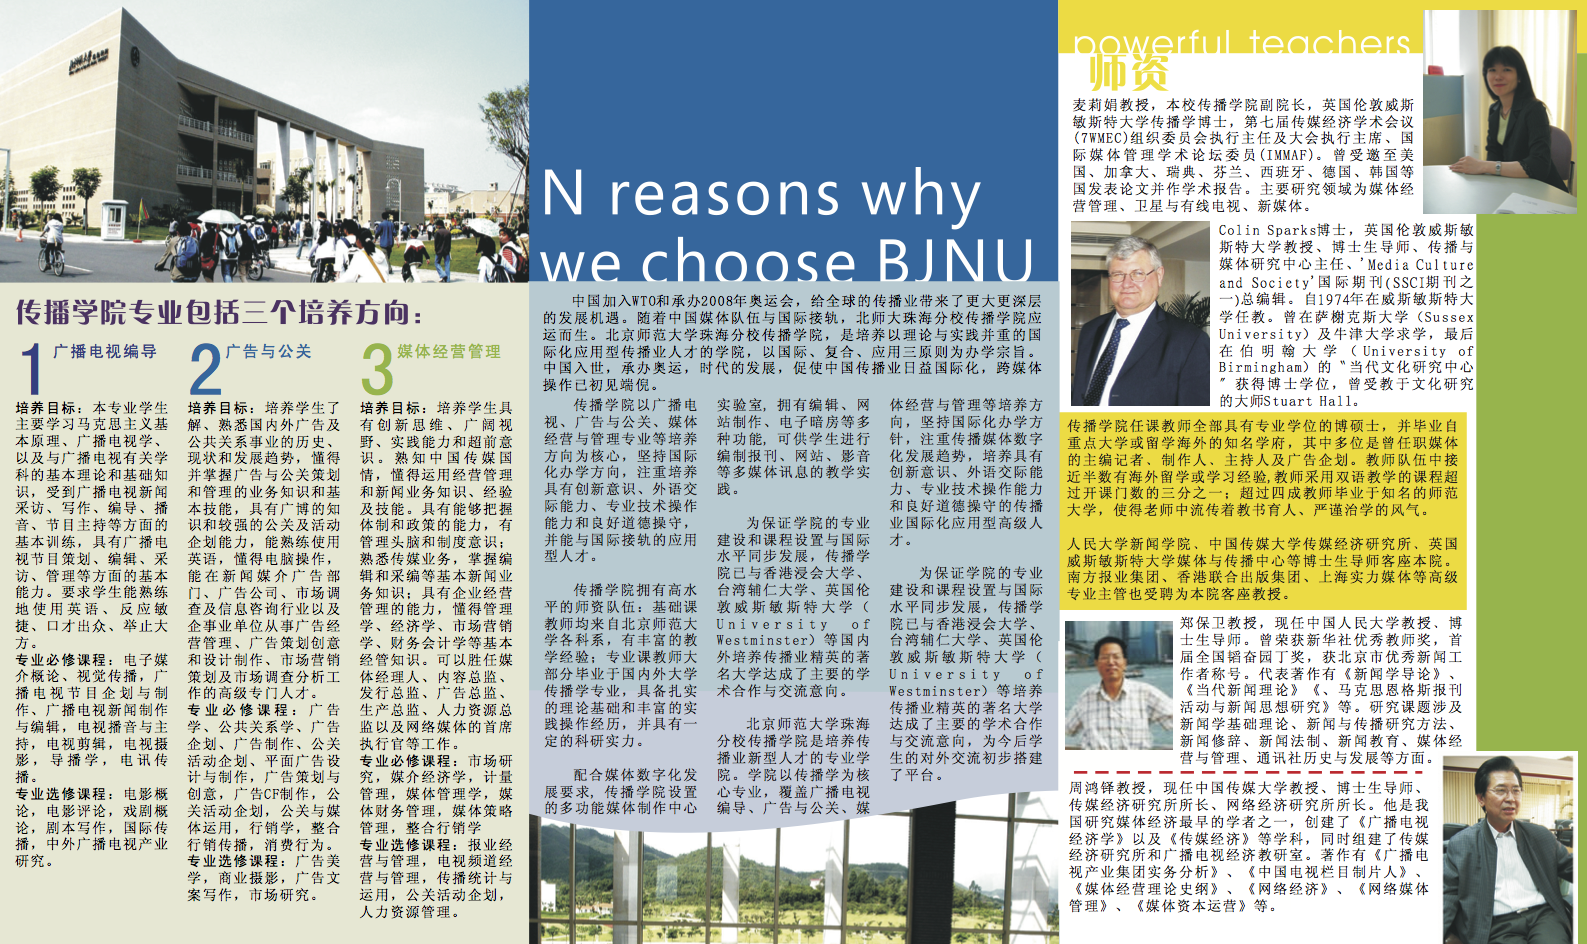 传播学院专业包括三个培养方向：
1 广播电视编导
培养目标：本专业学生
主要学习马克思主义基
本原理、广播电视学、
以及与广播电视有关学
科的基本理论和基础知
识，受到广播电视新闻
采访、写作、编导、播
音、节目主持等方面的
基本训练，具有广播电
视节目策划、编辑、采
访、管理等方面的基本
能力。要求学生能熟练
地使用英语、反应敏
捷、口才出众、举止大
方。
专业必修课程：电子媒
介概论、视觉传播，广
播电视节目企划与制
作、广播电视新闻制作
与编辑，电视播音与主
持，电视剪辑，电视摄
影，导播学，电讯传
播。
专业选修课程：电影概
论，电影评论，戏剧概
论，剧本写作，国际传
播，中外广播电视产业
研究。
2 广告与公关
培养目标：培养学生了
解、熟悉国内外广告及
公共关系事业的历史、
现状和发展趋势，懂得
并掌握广告与公关策划
和管理的业务知识和基
本技能，具有广博的知
识和较强的公关及活动
企划能力，能熟练使用
英语，懂得电脑操作，
能在新闻媒介广告部
门、广告公司、市场调
查及信息咨询行业以及
企事业单位从事广告经
营管理、广告策划创意
和设计制作、市场营销
策划及市场调查分析工
作的高级专门人才。
专业必修课程：广告
学、公共关系学、广告
企划、广告制作、公关
活动企划、平面广告设
计与制作，广告策划与
创意，广告CF制作，公
关活动企划，公关与媒
体运用，行销学，整合
行销传播，消费行为。
专业选修课程：广告美
学，商业摄影，广告文
案写作，市场研究。
3 媒体经营管理
培养目标：培养学生具
有创新思维、广阔视
野、实践能力和超前意
识。熟知中国传媒国
情，懂得运用经营管理
和新闻业务知识、经验
及技能。具有能够把握
体制和政策的能力，有
管理头脑和制度意识；
熟悉传媒业务，掌握编
辑和采编等基本新闻业
务知识；具有企业经营
管理的能力，懂得管理
学、经济学、市场营销
学、财务会计学等基本
经管知识。可以胜任媒
体经理人、内容总监、
发行总监、广告总监、
生产总监、人力资源总
监以及网络媒体的首席
执行官等工作。
专业必修课程：市场研
究，媒介经济学，计量
管理，媒体管理学，媒
体财务管理，媒体策略
管理，整合行销学
专业选修课程：报业经
营与管理，电视频道经
营与管理，传播统计与
运用，公关活动企划，
人力资源管理。
N reasons why
we choose BJNU
中国加入WTO和承办2008年奥运会，给全球的传播业带来了更大更深层
的发展机遇。随着中国媒体队伍与国际接轨，北师大珠海分校传播学院应
运而生。北京师范大学珠海分校传播学院，是培养以理论与实践并重的国
际化应用型传播业人才的学院，以国际、复合、应用三原则为办学宗旨。
中国入世，承办奥运，时代的发展，促使中国传播业日益国际化，跨媒体
操作已初见端倪。
传播学院以广播电
视、广告与公关、媒体
经营与管理专业等培养
方向为核心，坚持国际
化办学方向，注重培养
具有创新意识、外语交
际能力、专业技术操作
能力和良好道德操守，
并能与国际接轨的应用
型人才。
传播学院拥有高水
平的师资队伍：基础课
教师均来自北京师范大
学各科系，有丰富的教
学经验；专业课教师大
部分毕业于国内外大学
传播学专业，具备扎实
的理论基础和丰富的实
践操作经历，并具有一
定的科研实力。
配合媒体数字化发
展要求，传播学院设置
的多功能媒体制作中心
实验室，拥有编辑、网
站制作、电子暗房等多
种功能，可供学生进行
编制报刊、网站、影音
等多媒体讯息的教学实
践。
为保证学院的专业
建设和课程设置与国际
水平同步发展，传播学
院已与香港浸会大学、
台湾辅仁大学、英国伦
敦威斯敏斯特大学（
University of
Westminster）等国内
外培养传播业精英的著
名大学达成了主要的学
术合作与交流意向。
北京师范大学珠海
分校传播学院是培养传
播业新型人才的专业学
院。学院以传播学为核
心专业，覆盖广播电视
编导、广告与公关、媒
体经营与管理等培养方
向，坚持国际化办学方
针，注重传播媒体数字
化发展趋势，培养具有
创新意识、外语交际能
力、专业技术操作能力
和良好道德操守的传播
业国际化应用型高级人
才。
为保证学院的专业
建设和课程设置与国际
水平同步发展，传播学
院已与香港浸会大学、
台湾辅仁大学、英国伦
敦威斯敏斯特大学（
University of
Westminster）等培养
传播业精英的著名大学
达成了主要的学术合作
与交流意向，为今后学
生的对外交流初步搭建
了平台。
powerful teachers
师资
麦莉娟教授，本校传播学院副院长，英国伦敦威斯
敏斯特大学传播学博士，第七届传媒经济学术会议
(7WMEC)组织委员会执行主任及大会执行主席、国
际媒体管理学术论坛委员(IMMAF)。曾受邀至美
国、加拿大、瑞典、芬兰、西班牙、德国、韩国等
国发表论文并作学术报告。主要研究领域为媒体经
营管理、卫星与有线电视、新媒体。
Colin Sparks博士，英国伦敦威斯敏
斯特大学教授、博士生导师、传播与
媒体研究中心主任、'Media Culture
and Society'国际期刊(SSCI期刊之
一)总编辑。自1974年在威斯敏斯特大
学任教。曾在萨榭克斯大学（Sussex
University）及牛津大学求学，最后
在伯明翰大学（University of
Birmingham）的〝当代文化研究中心
〞获得博士学位，曾受教于文化研究
的大师Stuart Hall。
传播学院任课教师全部具有专业学位的博硕士，并毕业自
重点大学或留学海外的知名学府，其中多位是曾任职媒体
的主编记者、制作人、主持人及广告企划。教师队伍中接
近半数有海外留学或学习经验,教师采用双语教学的课程超
过开课门数的三分之一；超过四成教师毕业于知名的师范
大学，使得老师中流传着教书育人、严谨治学的风气。
人民大学新闻学院、中国传媒大学传媒经济研究所、英国
威斯敏斯特大学媒体与传播中心等博士生导师客座本院。
南方报业集团、香港联合出版集团、上海实力媒体等高级
专业主管也受聘为本院客座教授。
郑保卫教授，现任中国人民大学教授、博
士生导师。曾荣获新华社优秀教师奖，首
届全国韬奋园丁奖，获北京市优秀新闻工
作者称号。代表著作有《新闻学导论》、
《当代新闻理论》《、马克思恩格斯报刊
活动与新闻思想研究》等。研究课题涉及
新闻学基础理论、新闻与传播研究方法、
新闻修辞、新闻法制、新闻教育、媒体经
营与管理、通讯社历史与发展等方面。
周鸿铎教授，现任中国传媒大学教授、博士生导师、
传媒经济研究所所长、网络经济研究所所长。他是我
国研究媒体经济最早的学者之一，创建了《广播电视
经济学》以及《传媒经济》等学科，同时组建了传媒
经济研究所和广播电视经济教研室。著作有《广播电
视产业集团实务分析》、《中国电视栏目制片人》、
《媒体经营理论史纲》、《网络经济》、《网络媒体
管理》、《媒体资本运营》等。